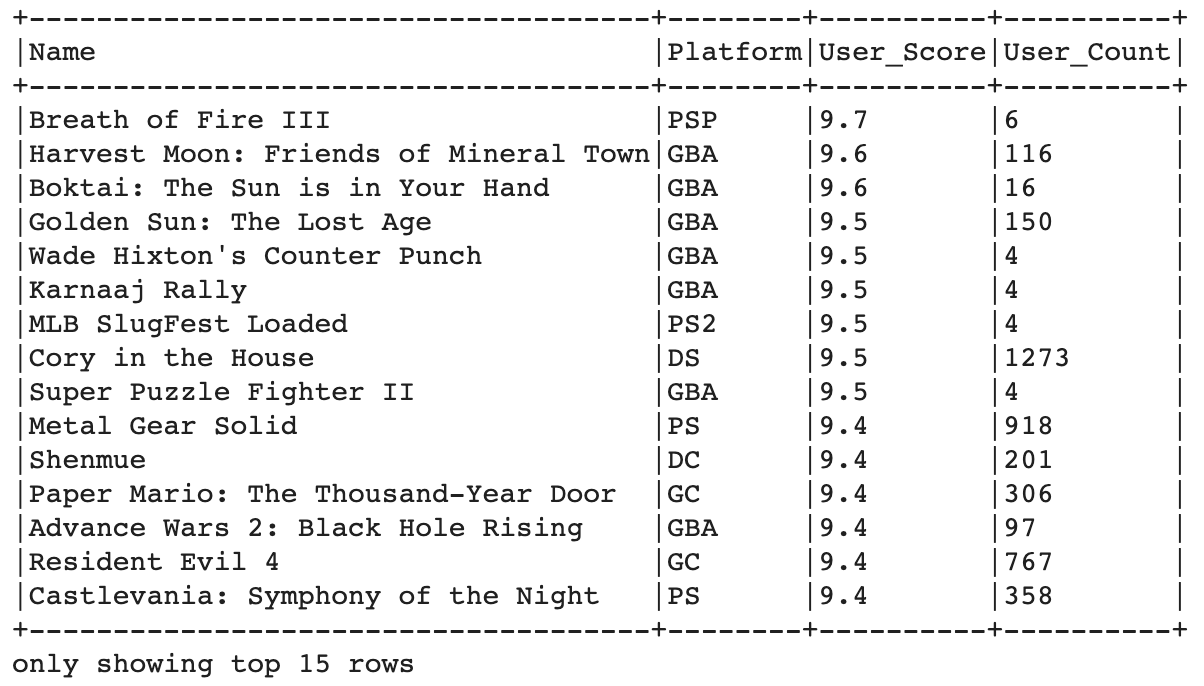 +-------------------------------------+--------+----------+----------+
|Name                                 |Platform|User_Score|User_Count|
+-------------------------------------+--------+----------+----------+
|Breath of Fire III                   |PSP     |9.7       |6         |
|Harvest Moon: Friends of Mineral Town|GBA     |9.6       |116       |
|Boktai: The Sun is in Your Hand      |GBA     |9.6       |16        |
|Golden Sun: The Lost Age             |GBA     |9.5       |150       |
|Wade Hixton's Counter Punch          |GBA     |9.5       |4         |
|Karnaaj Rally                        |GBA     |9.5       |4         |
|MLB SlugFest Loaded                  |PS2     |9.5       |4         |
|Cory in the House                    |DS      |9.5       |1273      |
|Super Puzzle Fighter II              |GBA     |9.5       |4         |
|Metal Gear Solid                     |PS      |9.4       |918       |
|Shenmue                              |DC      |9.4       |201       |
|Paper Mario: The Thousand-Year Door  |GC      |9.4       |306       |
|Advance Wars 2: Black Hole Rising    |GBA     |9.4       |97        |
|Resident Evil 4                      |GC      |9.4       |767       |
|Castlevania: Symphony of the Night   |PS      |9.4       |358       |
+-------------------------------------+--------+----------+----------+
only showing top 15 rows